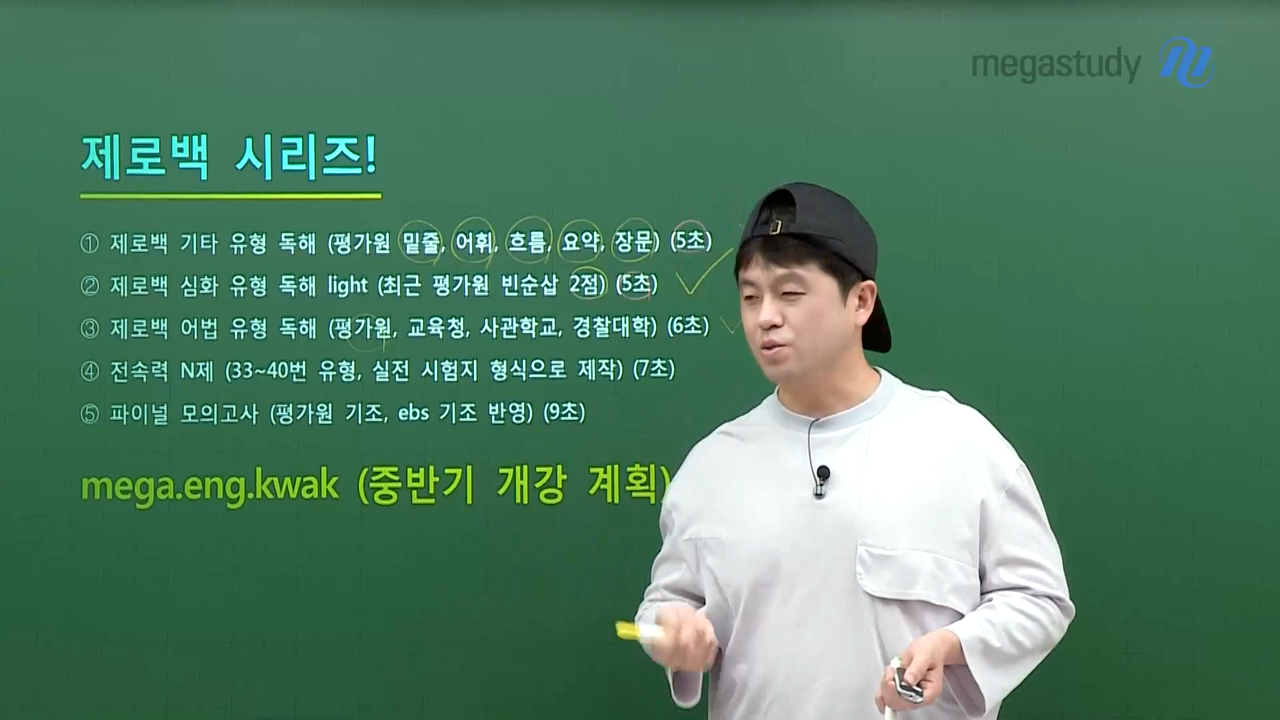 megastudy
제로백 시리즈!
① 제로백 기타 유형 독해 (평가원 밑줄, 어휘, 흐름, 요약, 장문) (5초)
② 제로백 심화 유형 독해 light (최근 평가원 빈순삽 2점) (5초)
③ 제로백 어법 유형 독해 (평가원, 교육청, 사관학교, 경찰대학) (6초)
④ 전속력 N제 (33~40번 유형, 실전 시험지 형식으로 제작) (7초)
⑤ 파이널 모의고사 (평가원 기조, ebs 기조 반영) (9초)
mega.eng.kwak (중반기 개강 계획)